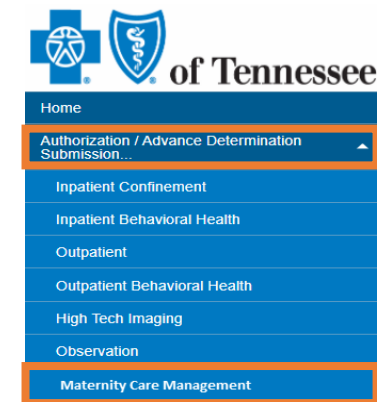 of Tennessee
Home
Authorization / Advance Determination
Submission...
Inpatient Confinement
Inpatient Behavioral Health
Outpatient
Outpatient Behavioral Health
High Tech Imaging
Observation
Maternity Care Management